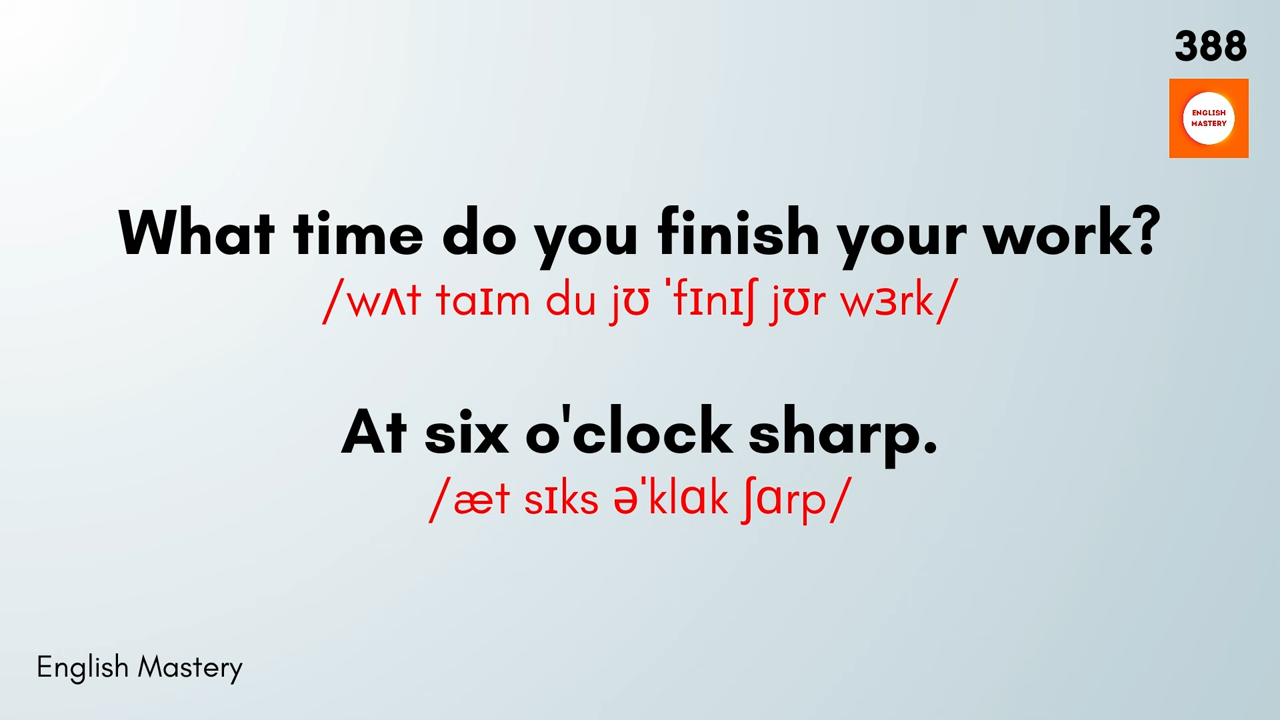 388
ENGLISH
MASTERY
What time do you finish your work?
/wʌt taɪm du jʊ ˈfɪnɪʃ jʊr wɜrk/
At six o'clock sharp.
/æt sɪks əˈklɑk ʃɑrp/
English Mastery